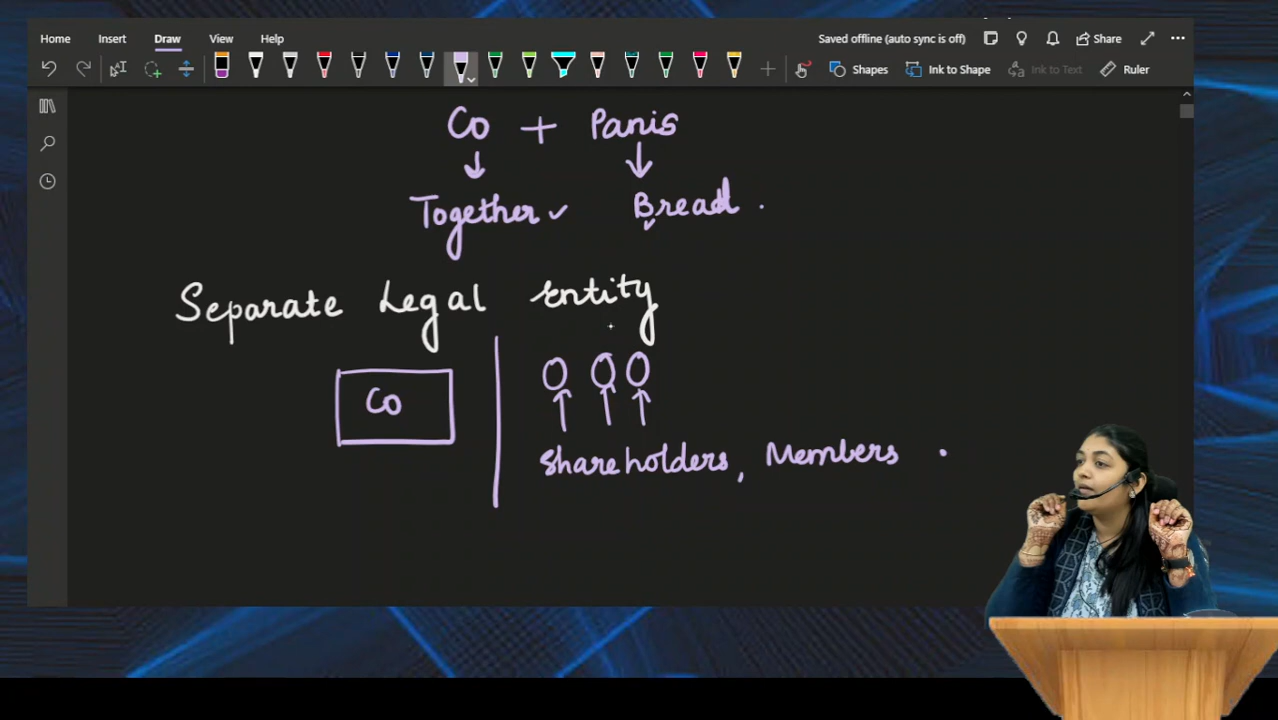 Home Insert Draw View Help Saved offline (auto sync is off) Share
Shapes Ink to Shape Ink to Text Ruler
Co + Panis
Together ✓ Bread .
Separate Legal entity
Co
Shareholders, Members .